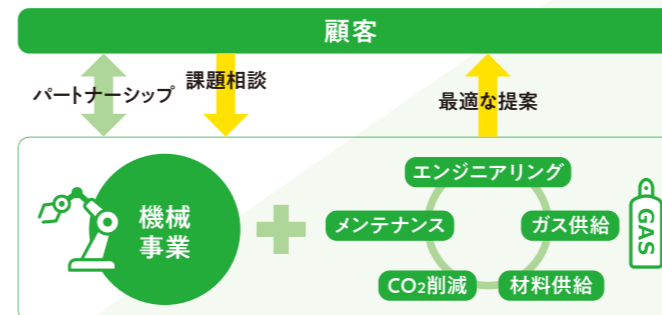 顧客
パートナーシップ
課題相談
最適な提案
機械
事業
エンジニアリング
メンテナンス
ガス供給
CO₂削減
材料供給
GAS